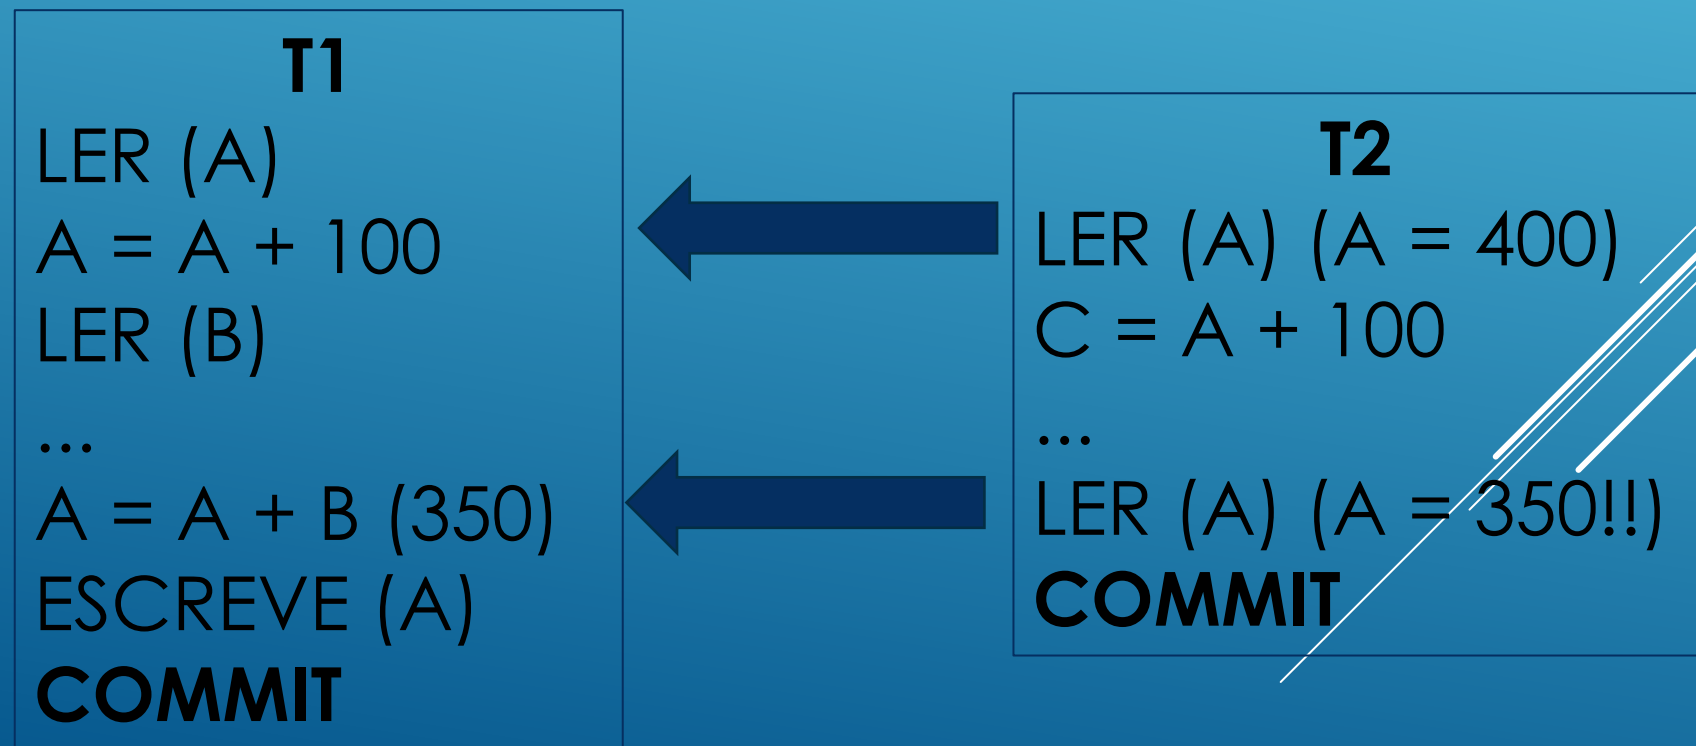 T1
LER (A)
A = A + 100
LER (B)
...
A = A + B (350)
ESCREVE (A)
COMMIT
T2
LER (A) (A = 400)
C = A + 100
...
LER (A) (A = 350!!)
COMMIT